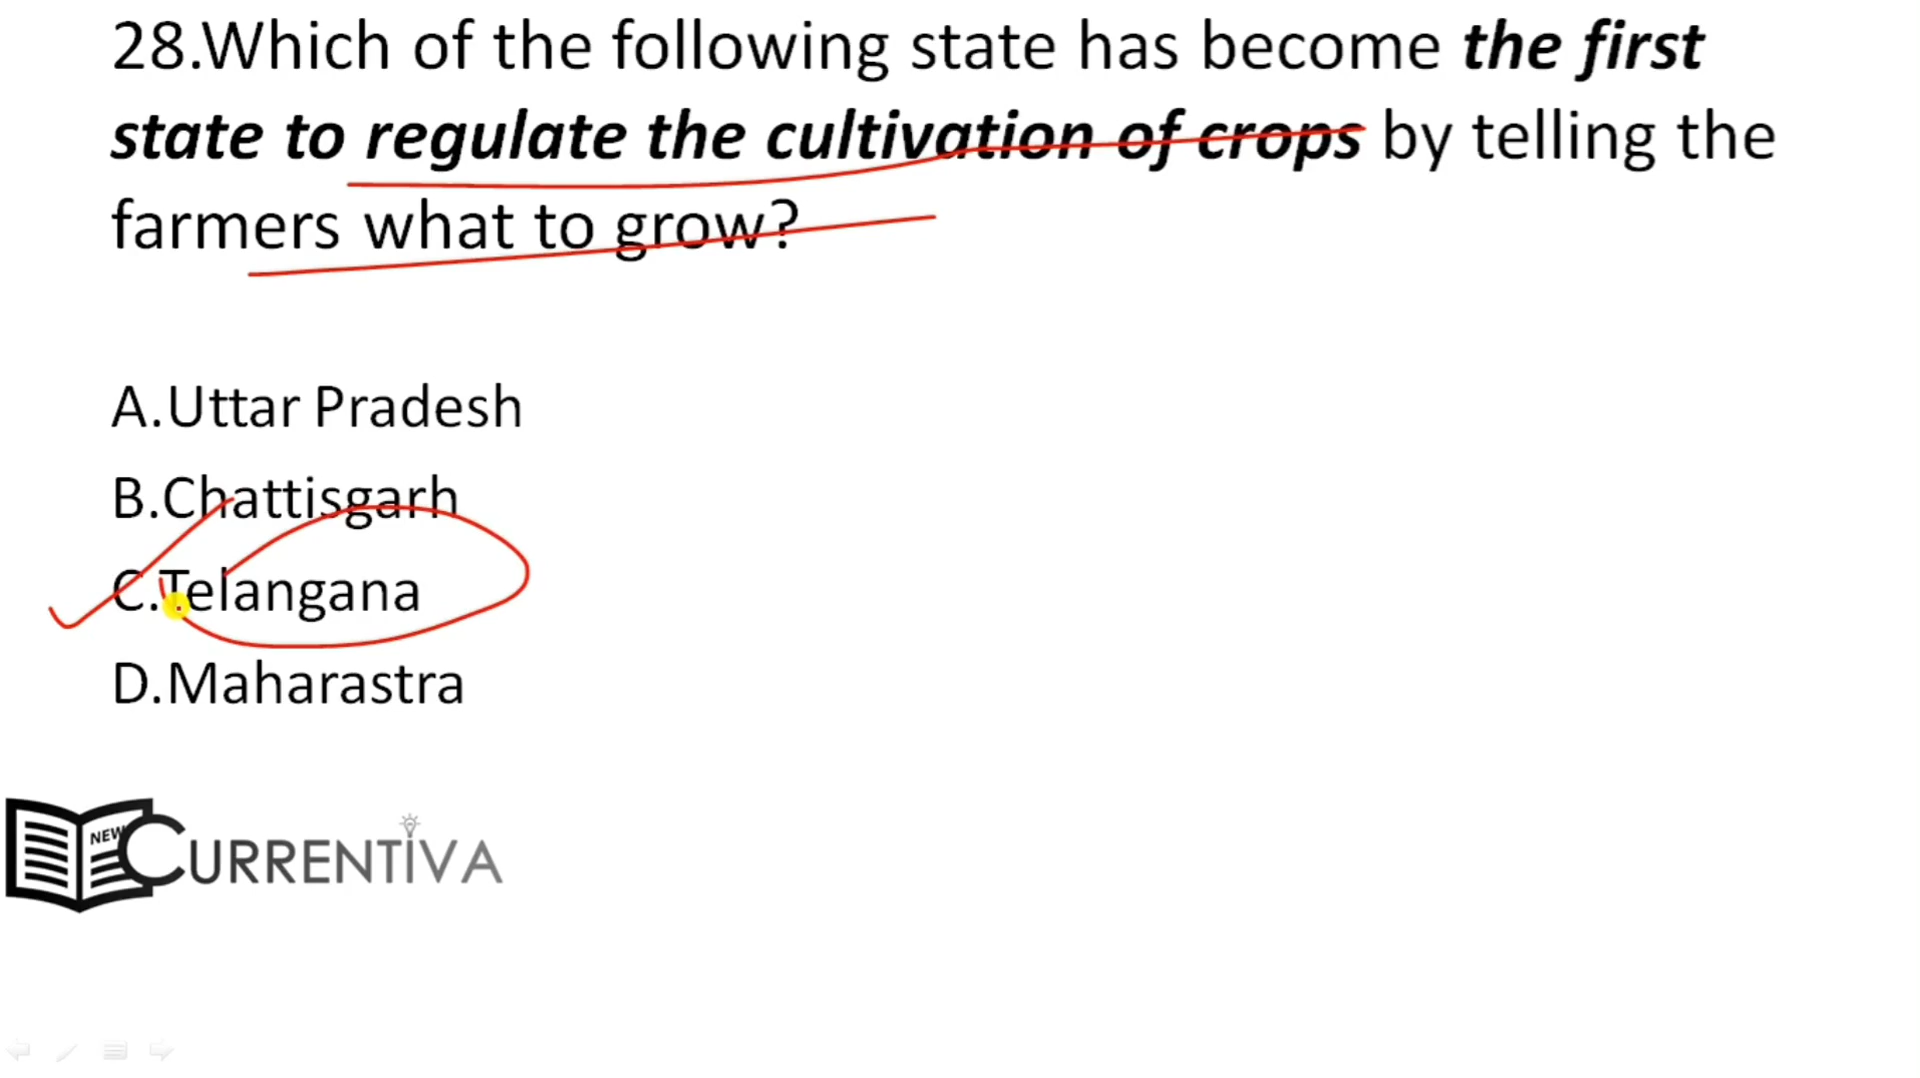 28.Which of the following state has become the first
state to regulate the cultivation of crops by telling the
farmers what to grow?
A.Uttar Pradesh
B.Chattisgarh
C.Telangana
D.Maharastra
NEW
CURRENTIVA